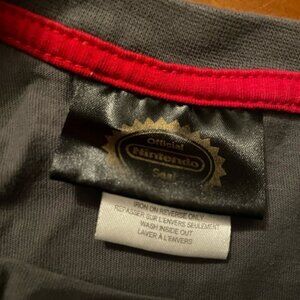 Official
Nintendo
Seal
IRON ON REVERSE ONLY
REPASSER SUR L'ENVERS SEULEMENT
WASH INSIDE OUT
LAVER À L'ENVERS